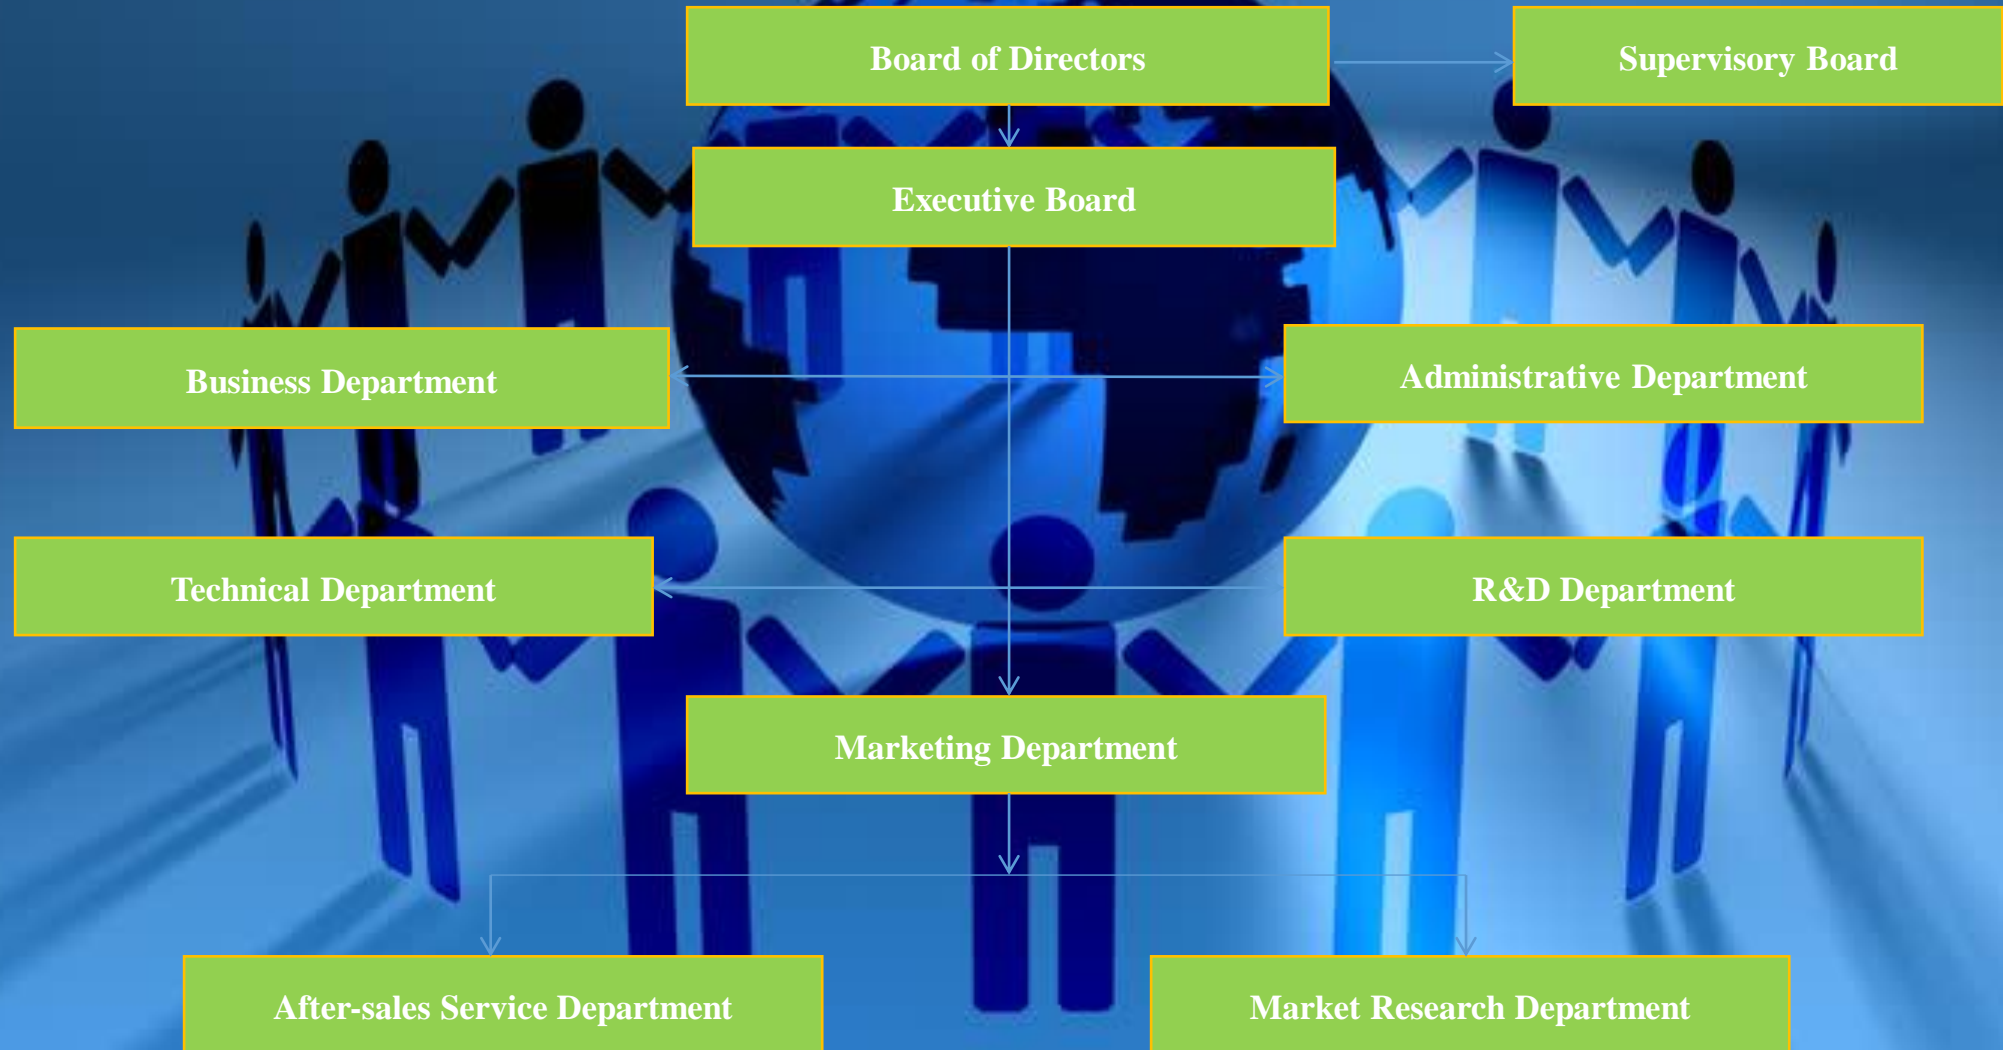 Board of Directors
Supervisory Board
Executive Board
Business Department
Administrative Department
Technical Department
R&D Department
Marketing Department
After-sales Service Department
Market Research Department